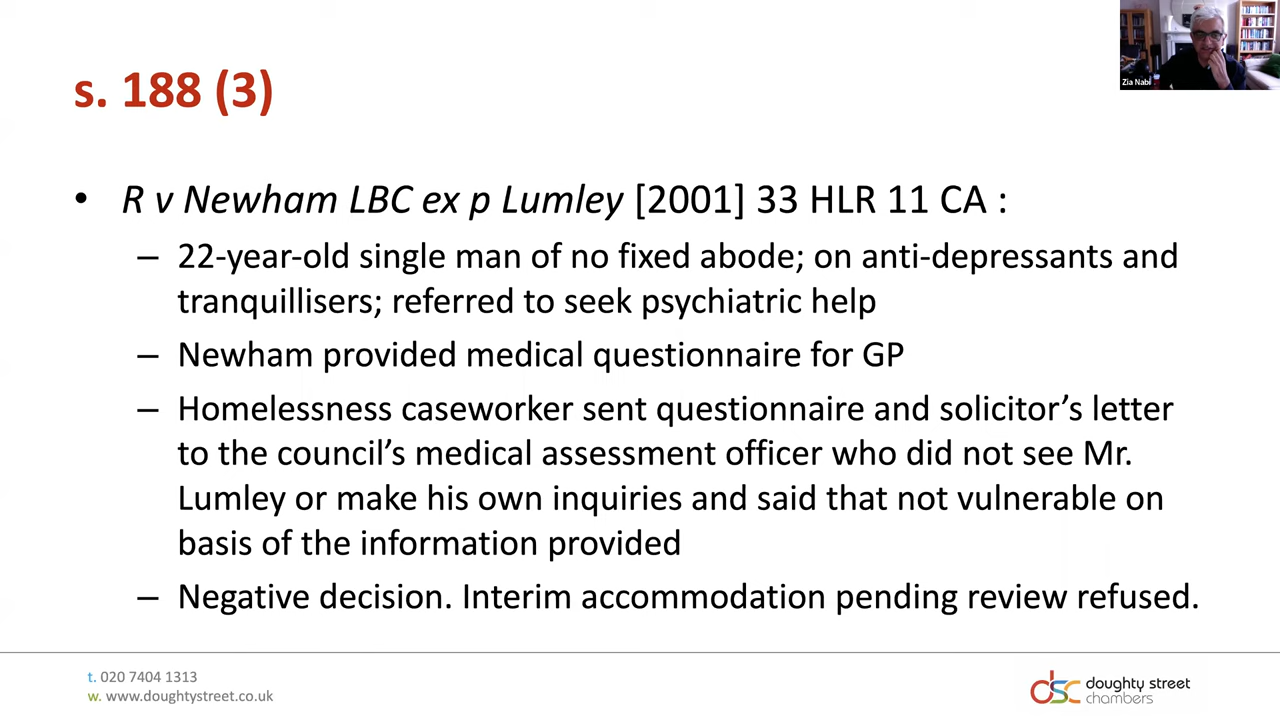 s. 188 (3)
Zia Nabi
• R v Newham LBC ex p Lumley [2001] 33 HLR 11 CA :
– 22-year-old single man of no fixed abode; on anti-depressants and
tranquillisers; referred to seek psychiatric help
– Newham provided medical questionnaire for GP
– Homelessness caseworker sent questionnaire and solicitor’s letter
to the council’s medical assessment officer who did not see Mr.
Lumley or make his own inquiries and said that not vulnerable on
basis of the information provided
– Negative decision. Interim accommodation pending review refused.
t. 020 7404 1313
w. www.doughtystreet.co.uk
dsc doughty street
chambers